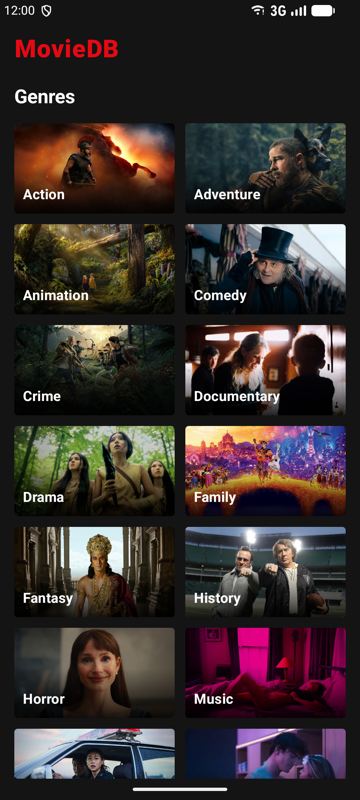 12:00 3G
MovieDB
Genres
Action Adventure
Animation Comedy
Crime Documentary
Drama Family
Fantasy History
Horror Music